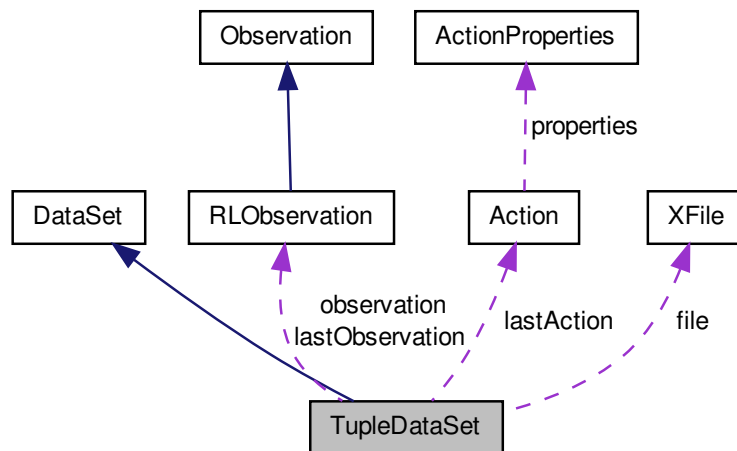 Observation
ActionProperties
properties
DataSet
RLObservation
Action
XFile
observation
lastObservation
lastAction
file
TupleDataSet